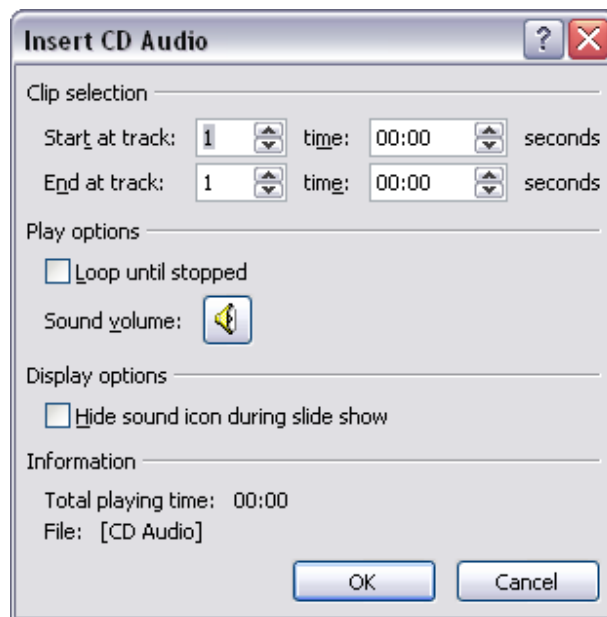 Insert CD Audio ?
Clip selection
Start at track: 1 time: 00:00 seconds
End at track: 1 time: 00:00 seconds
Play options
Loop until stopped
Sound volume:
Display options
Hide sound icon during slide show
Information
Total playing time: 00:00
File: [CD Audio]
OK Cancel